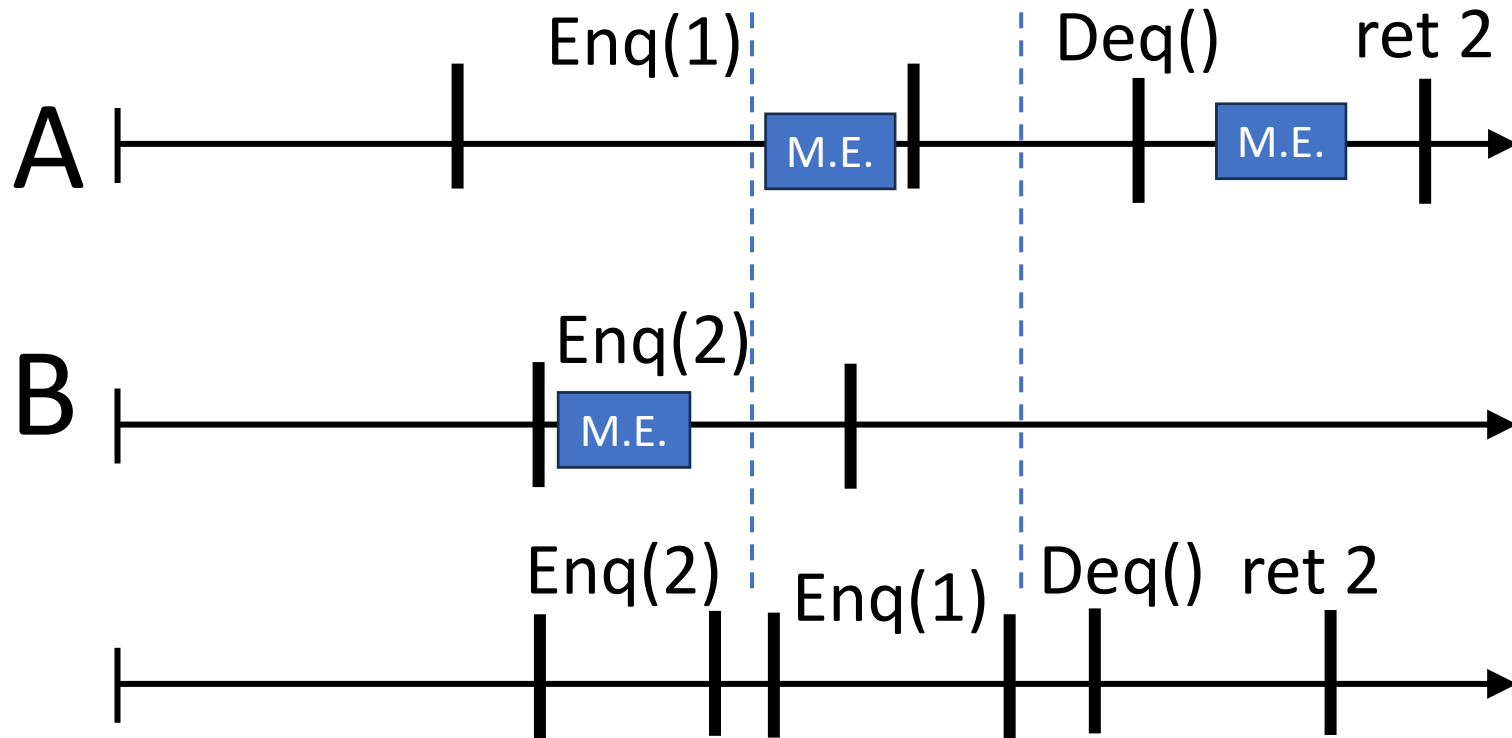 Enq(1) Deq() ret 2
A M.E. M.E.
Enq(2)
B M.E.
Enq(2) Enq(1) Deq() ret 2